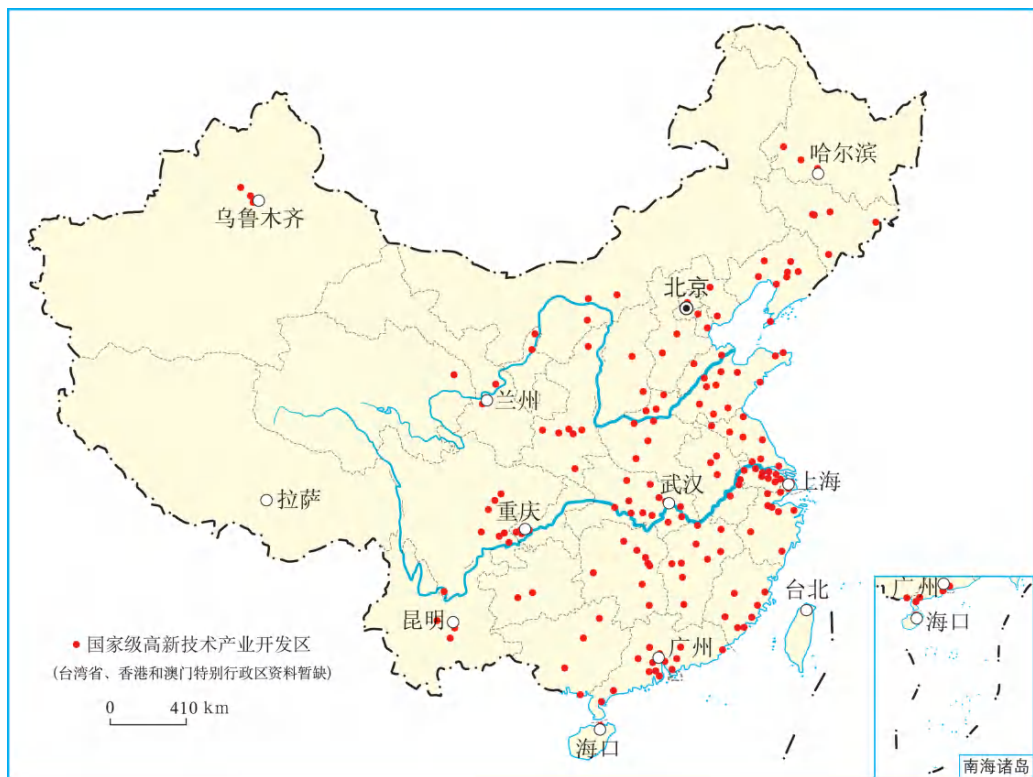 哈尔滨
乌鲁木齐
北京
兰州
拉萨
重庆
武汉
上海
台北
昆明
广州
海口
国家级高新技术产业开发区
(台湾省、香港和澳门特别行政区资料暂缺)
0 410 km
广州
海口
南海诸岛